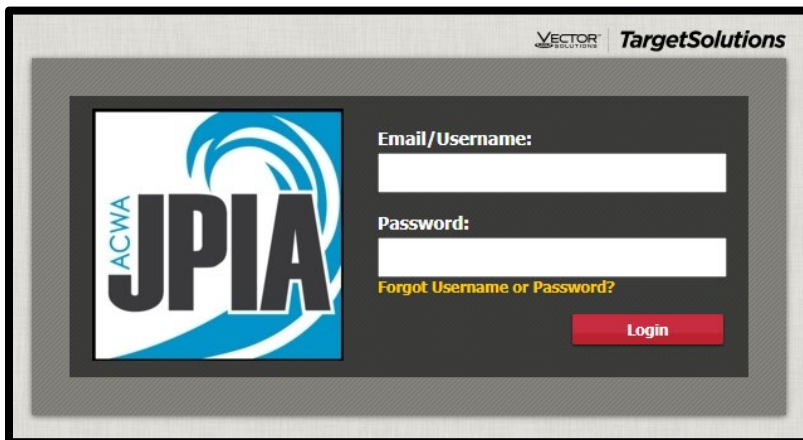 VECTOR SOLUTIONS TargetSolutions
ACWA
JPIA
Email/Username:
Password:
Forgot Username or Password?
Login